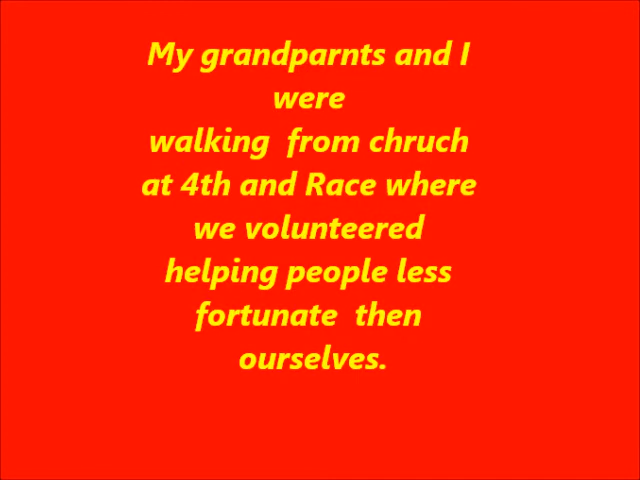 My grandparnts and I
were
walking  from chruch
at 4th and Race where
we volunteered
helping people less
fortunate  then
ourselves.